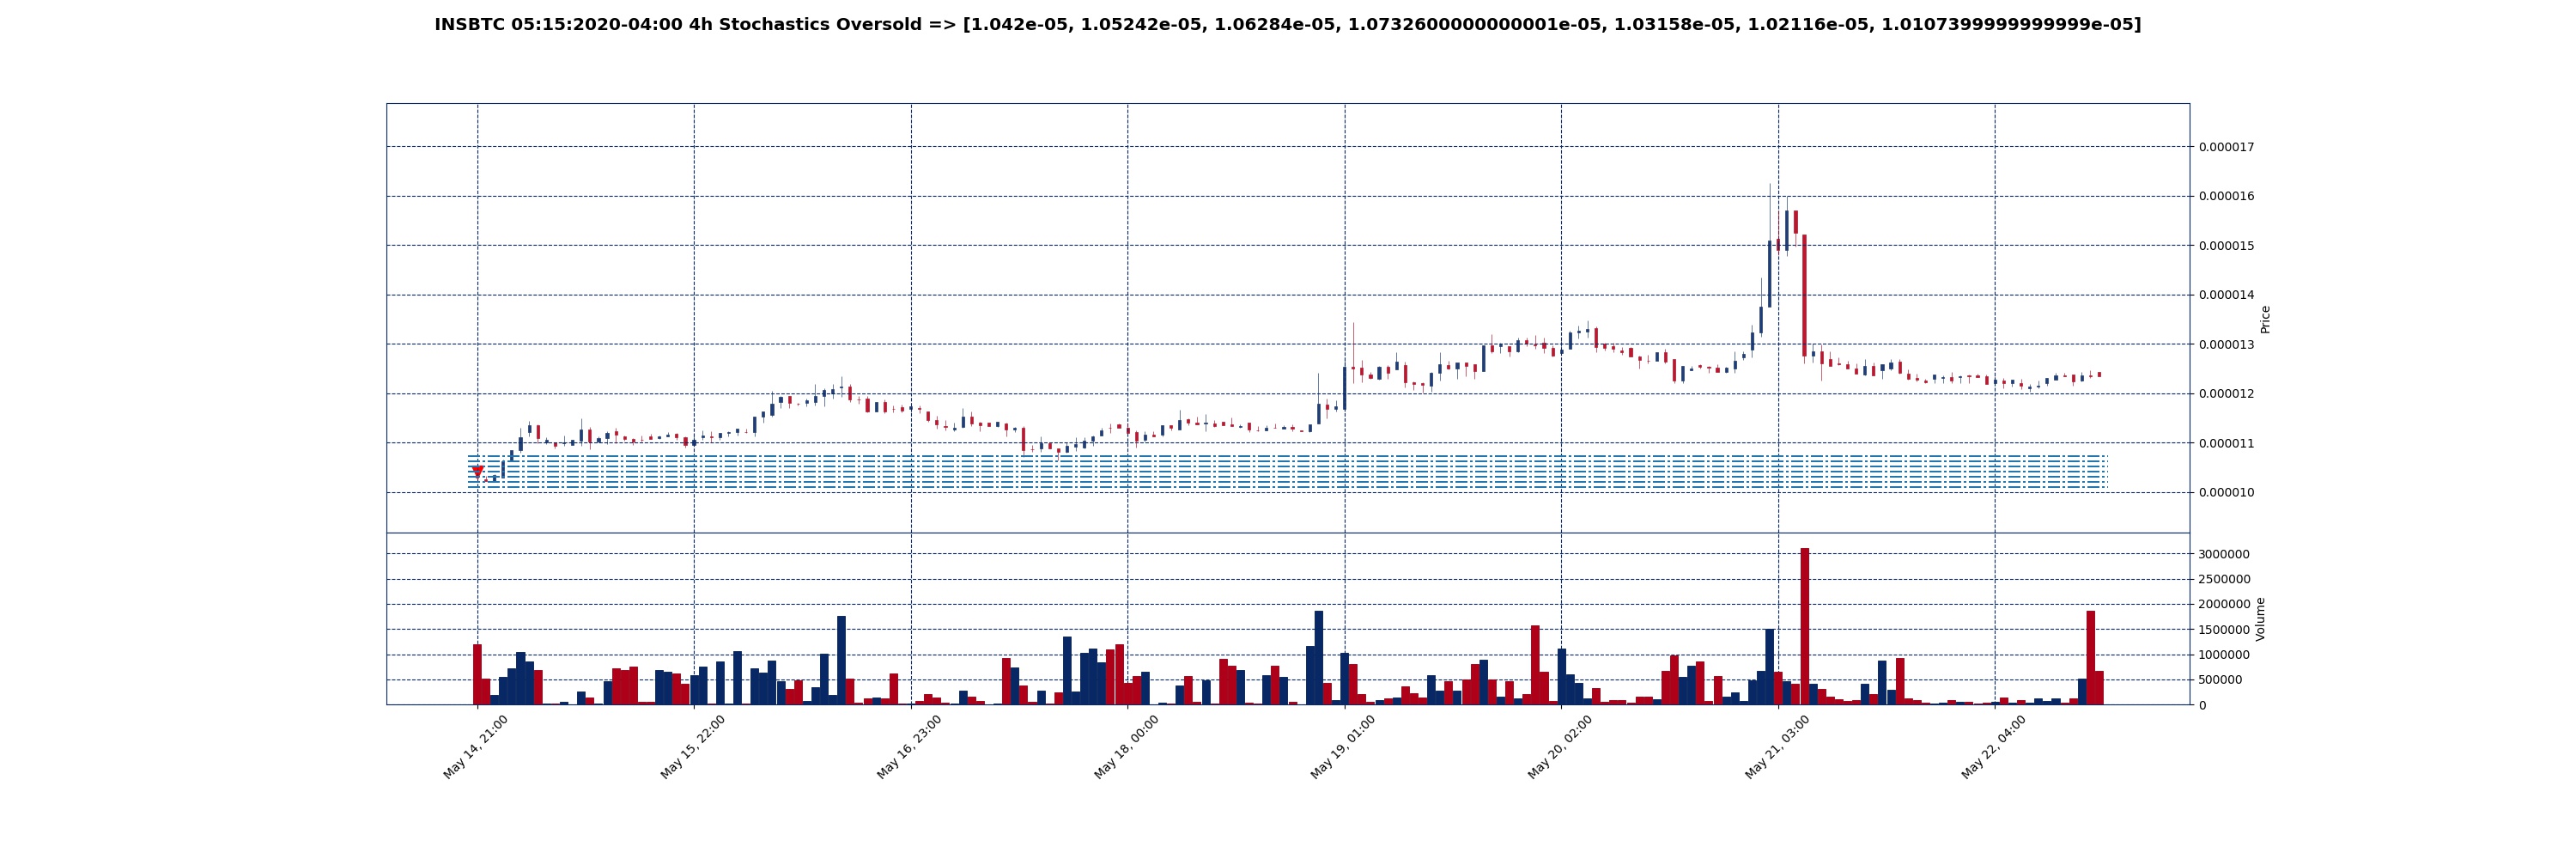 INSBTC 05:15:2020-04:00 4h Stochastics Oversold => [1.042e-05, 1.05242e-05, 1.06284e-05, 1.0732600000000001e-05, 1.03158e-05, 1.02116e-05, 1.0107399999999999e-05]
0.000017
0.000016
0.000015
0.000014
0.000013
0.000012
0.000011
0.000010
Price
3000000
2500000
2000000
1500000
1000000
500000
0
Volume
May 14, 21:00
May 15, 22:00
May 16, 23:00
May 18, 00:00
May 19, 01:00
May 20, 02:00
May 21, 03:00
May 22, 04:00